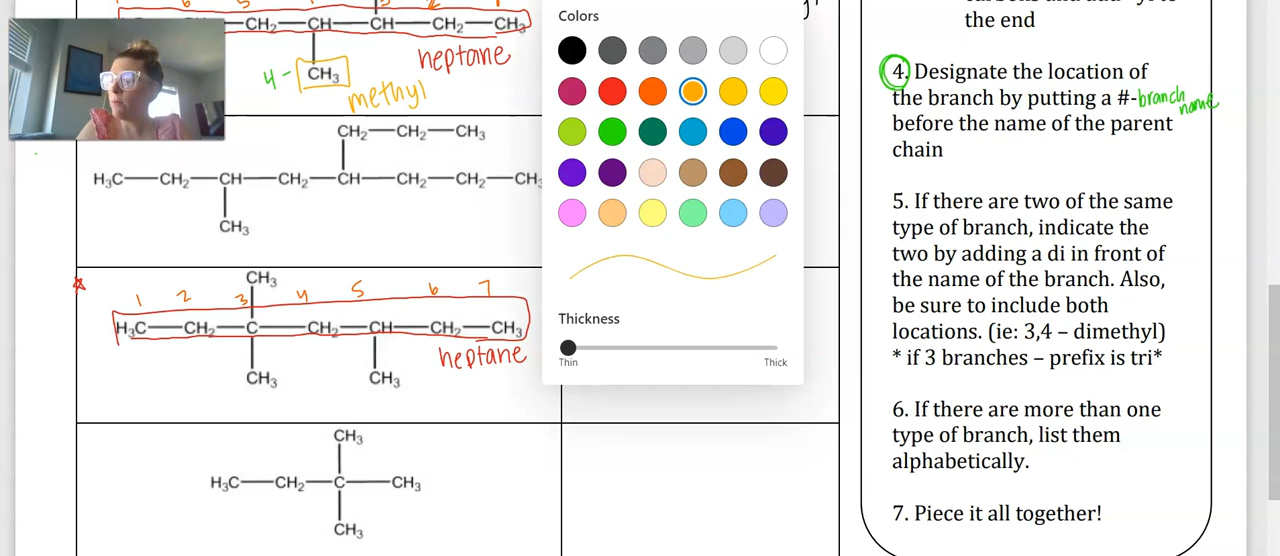 CH₂—CH—CH—CH₂—CH₃
heptane
4 - CH₃
methyl
CH₂—CH₂—CH₃
H₃C—CH₂—CH—CH₂—CH—CH₂—CH₂—CH₃
CH₃
CH₃
1 2 3 4 5 6 7
H₃C—CH₂—C—CH₂—CH—CH₂—CH₃
heptane
CH₃ CH₃
CH₃
H₃C—CH₂—C—CH₃
CH₃
Colors
Thickness
Thin Thick
the end
4. Designate the location of
the branch by putting a #-branch name
before the name of the parent
chain
5. If there are two of the same
type of branch, indicate the
two by adding a di in front of
the name of the branch. Also,
be sure to include both
locations. (ie: 3,4 – dimethyl)
* if 3 branches – prefix is tri*
6. If there are more than one
type of branch, list them
alphabetically.
7. Piece it all together!